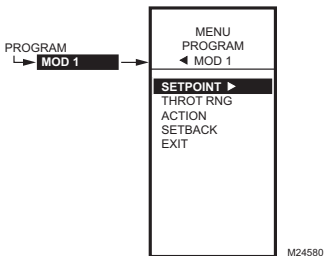 PROGRAM
MOD 1
MENU
PROGRAM
◄ MOD 1
SETPOINT ►
THROT RNG
ACTION
SETBACK
EXIT
M24580